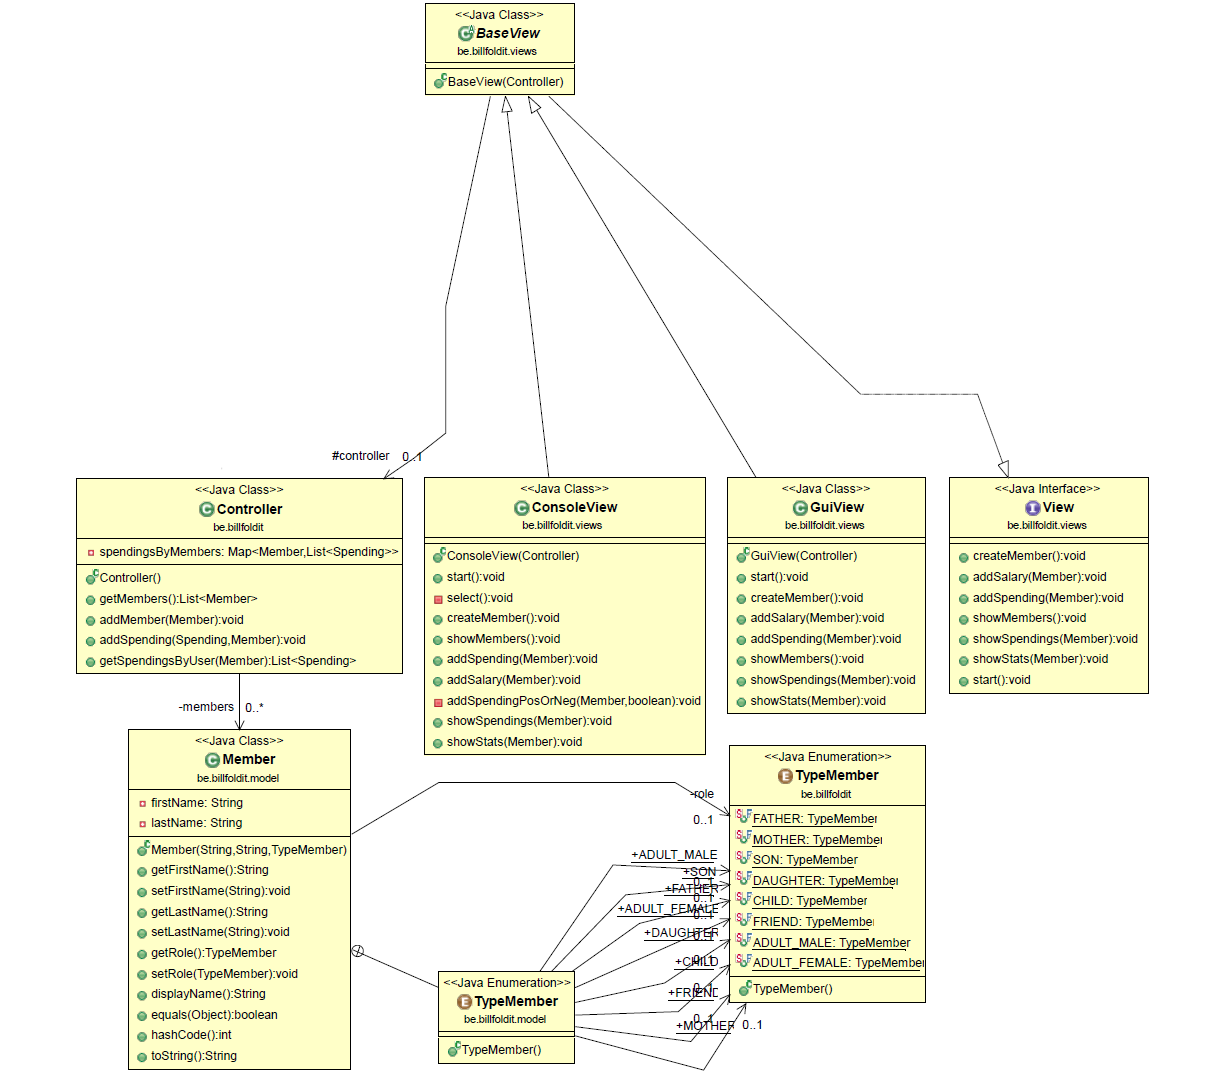 <<Java Class>>
BaseView
be.billfoldit.views
BaseView(Controller)
#controller
0..1
<<Java Class>>
Controller
be.billfoldit
spendingsByMembers: Map<Member,List<Spending>>
Controller()
getMembers():List<Member>
addMember(Member):void
addSpending(Spending,Member):void
getSpendingsByUser(Member):List<Spending>
<<Java Class>>
ConsoleView
be.billfoldit.views
ConsoleView(Controller)
start():void
select():void
createMember():void
showMembers():void
addSpending(Member):void
addSalary(Member):void
addSpendingPosOrNeg(Member,boolean):void
showSpendings(Member):void
showStats(Member):void
<<Java Class>>
GuiView
be.billfoldit.views
GuiView(Controller)
start():void
createMember():void
addSalary(Member):void
addSpending(Member):void
showMembers():void
showSpendings(Member):void
showStats(Member):void
<<Java Interface>>
View
be.billfoldit.views
createMember():void
addSalary(Member):void
addSpending(Member):void
showMembers():void
showSpendings(Member):void
showStats(Member):void
start():void
-members
0..*
<<Java Class>>
Member
be.billfoldit.model
firstName: String
lastName: String
Member(String,String,TypeMember)
getFirstName():String
setFirstName(String):void
getLastName():String
setLastName(String):void
getRole():TypeMember
setRole(TypeMember):void
displayName():String
equals(Object):boolean
hashCode():int
toString():String
-role
0..1
<<Java Enumeration>>
TypeMember
be.billfoldit
FATHER: TypeMember
MOTHER: TypeMember
SON: TypeMember
DAUGHTER: TypeMember
CHILD: TypeMember
FRIEND: TypeMember
ADULT_MALE: TypeMember
ADULT_FEMALE: TypeMember
TypeMember()
+ADULT_MALE
+SON
0..1
+FATHER
0..1
+ADULT_FEMALE
0..1
+DAUGHTER
0..1
+CHILD
0..1
+FRIEND
0..1
+MOTHER
0..1
0..1
<<Java Enumeration>>
TypeMember
be.billfoldit.model
TypeMember()